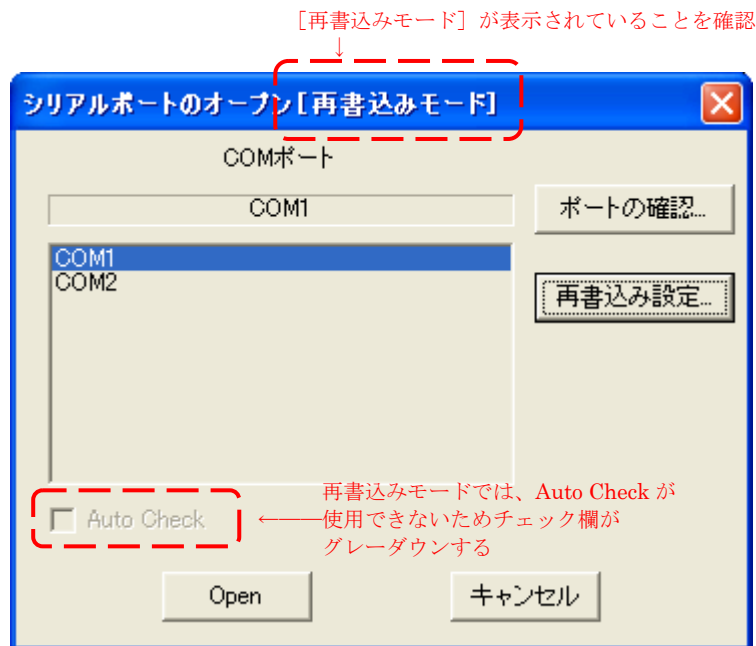 ［再書込みモード］が表示されていることを確認
↓
シリアルポートのオープン[再書込みモード]
COMポート
COM1
ポートの確認...
COM1
COM2
再書込み設定...
再書込みモードでは、Auto Check が
Auto Check
←──使用できないためチェック欄が
グレーダウンする
Open
キャンセル